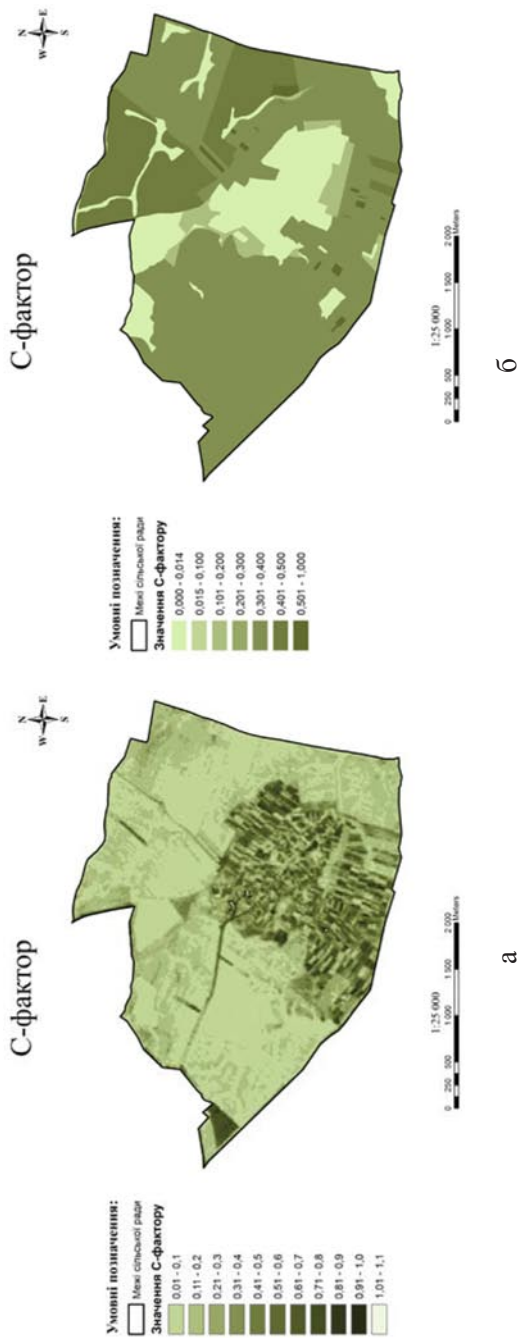 С-фактор
N
W E
S
Умовні позначення:
Межі сільської ради
Значення С-фактору
0.01 - 0,1
0,11 - 0,2
0,21 - 0,3
0,31 - 0,4
0,41 - 0,5
0,51 - 0,6
0,61 - 0,7
0,71 - 0,8
0,81 - 0,9
0,91 - 1,0
1,01 - 1,1
1:25 000
0 250 500 1 000 1 500 2 000
Meters
а
С-фактор
N
W E
S
Умовні позначення:
Межі сільської ради
Значення С-фактору
0,000 - 0,014
0,015 - 0,100
0,101 - 0,200
0,201 - 0,300
0,301 - 0,400
0,401 - 0,500
0,501 - 1,000
1:25 000
0 250 500 1 000 1 500 2 000
Meters
б